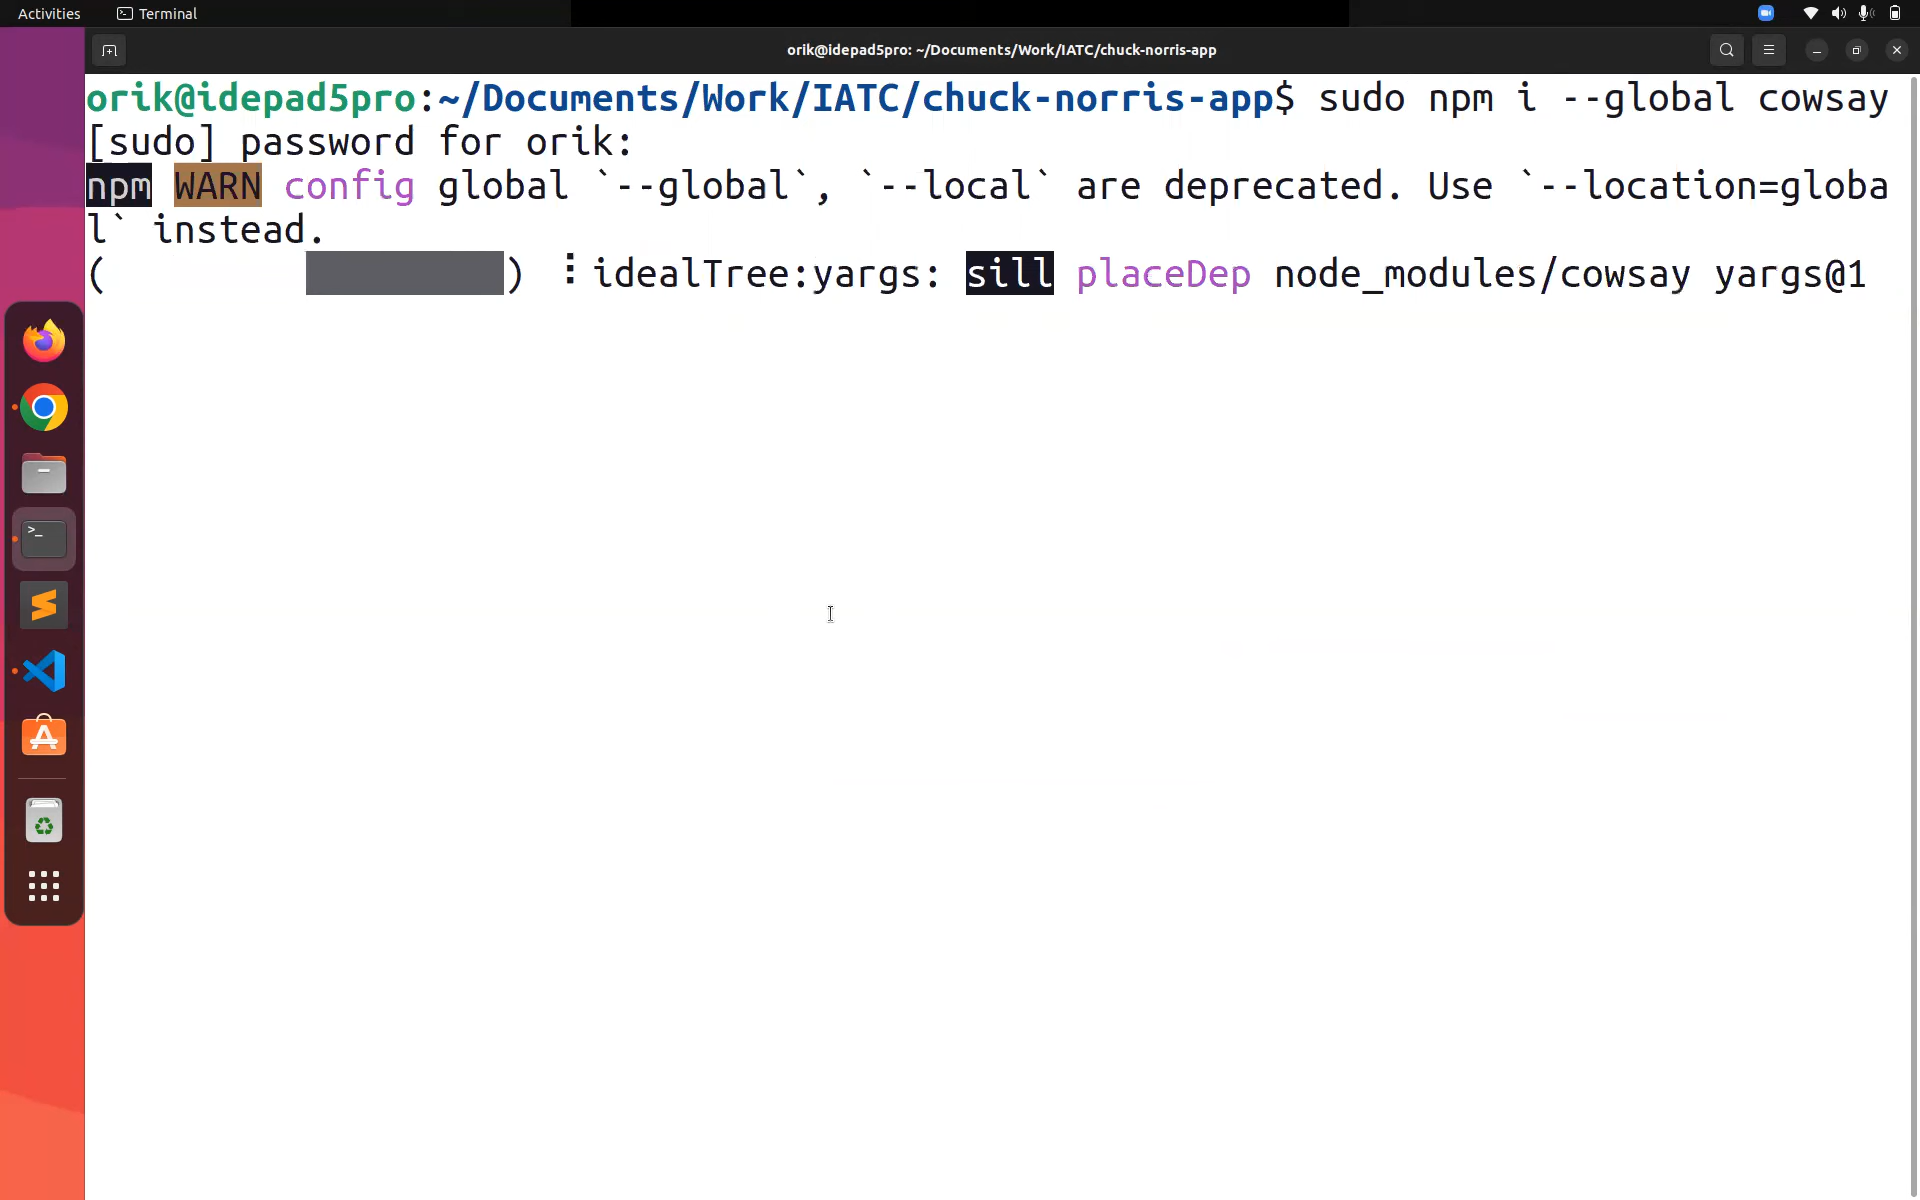 Activities
Terminal
orik@idepad5pro: ~/Documents/Work/IATC/chuck-norris-app
orik@idepad5pro:~/Documents/Work/IATC/chuck-norris-app$ sudo npm i --global cowsay
[sudo] password for orik:
npm WARN config global `--global`, `--local` are deprecated. Use `--location=globa
l` instead.
( ) ⠸ idealTree:yargs: sill placeDep node_modules/cowsay yargs@1